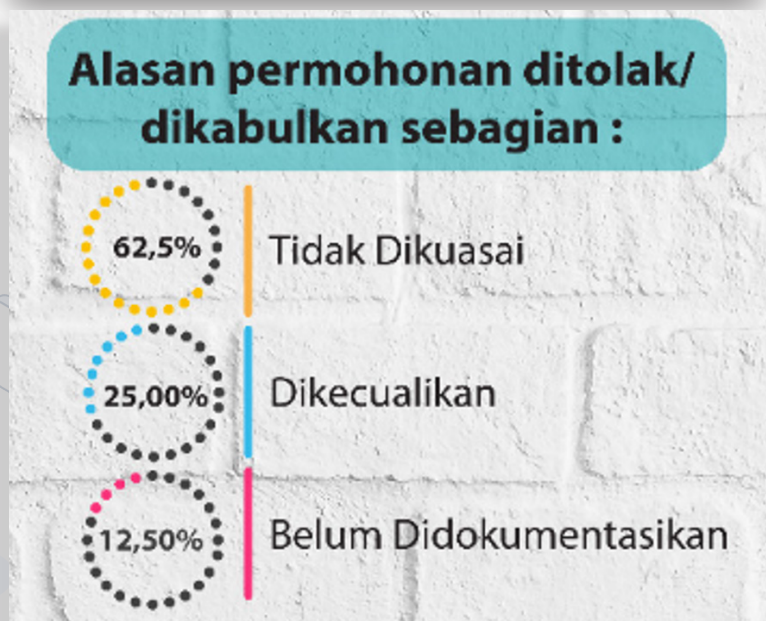 Alasan permohonan ditolak/
dikabulkan sebagian :
62,5%
Tidak Dikuasai
25,00%
Dikecualikan
12,50%
Belum Didokumentasikan